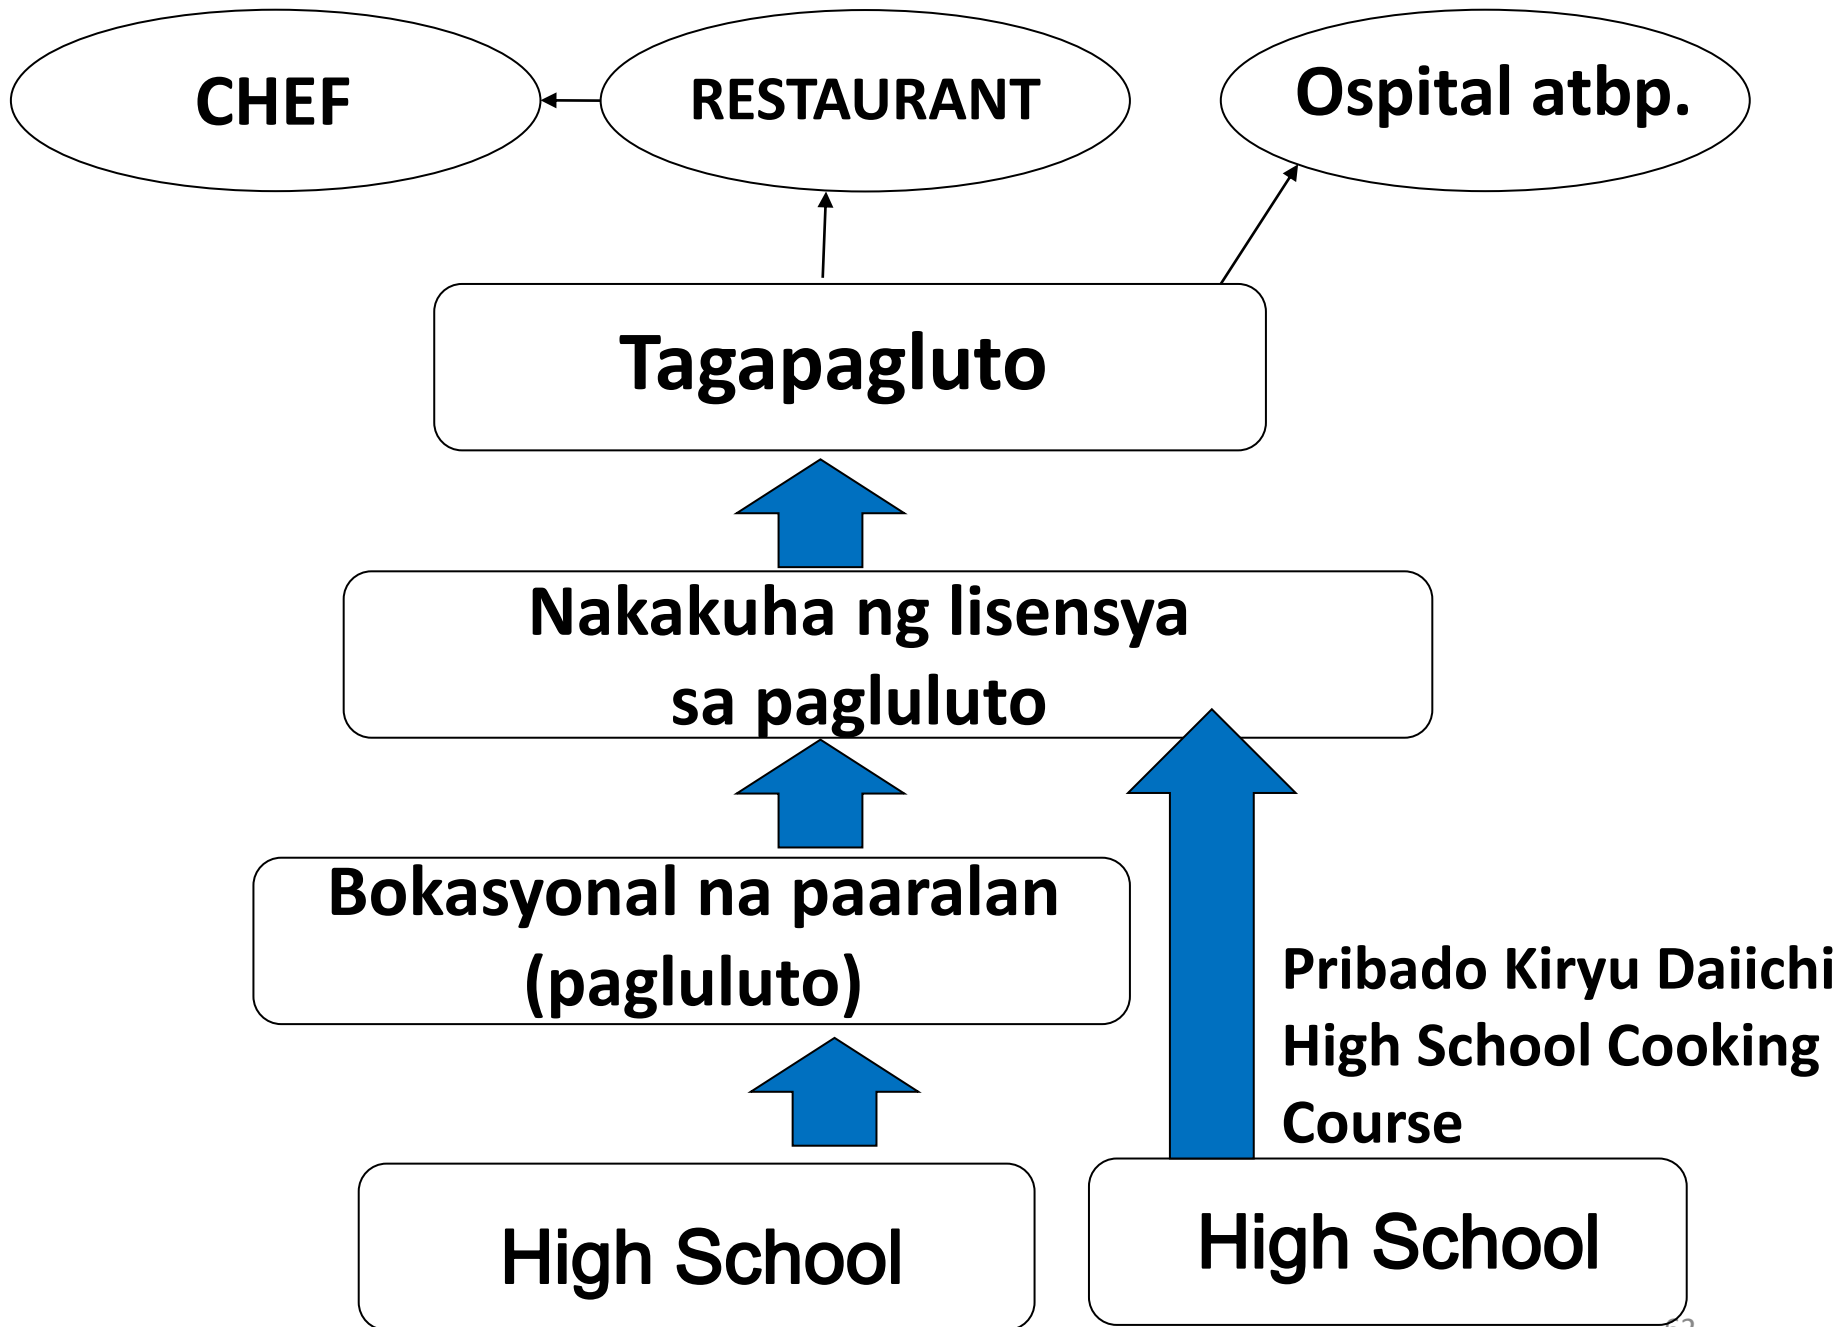 CHEF
RESTAURANT
Ospital atbp.
Tagapagluto
Nakakuha ng lisensya
sa pagluluto
Bokasyonal na paaralan
(pagluluto)
Pribado Kiryu Daiichi
High School Cooking
Course
High School
High School